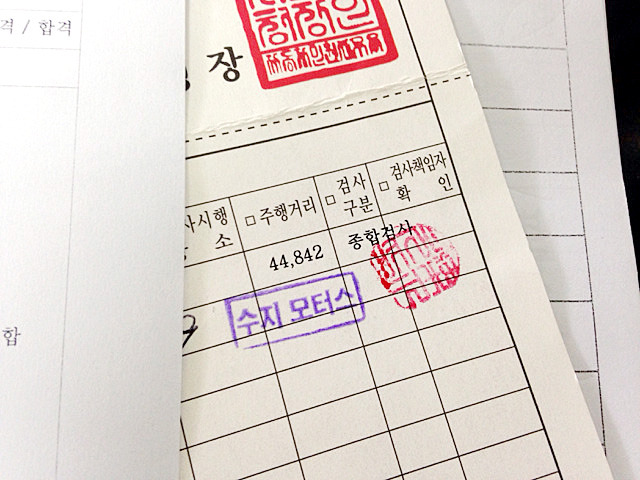 격 / 합격
장
사시행
소
□ 주행거리
□ 검사
구분
□ 검사책임자
확 인
44,842
종합검사
수지 모터스
합